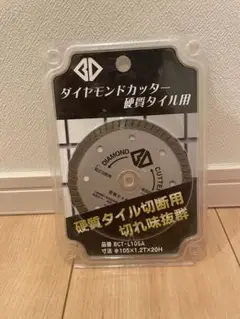 BD
ダイヤモンドカッター
硬質タイル用
DIAMOND
CUTTER
硬質タイル切断用
切れ味抜群
品番 BCT-L105A
寸法 Φ105×1.2T×20H